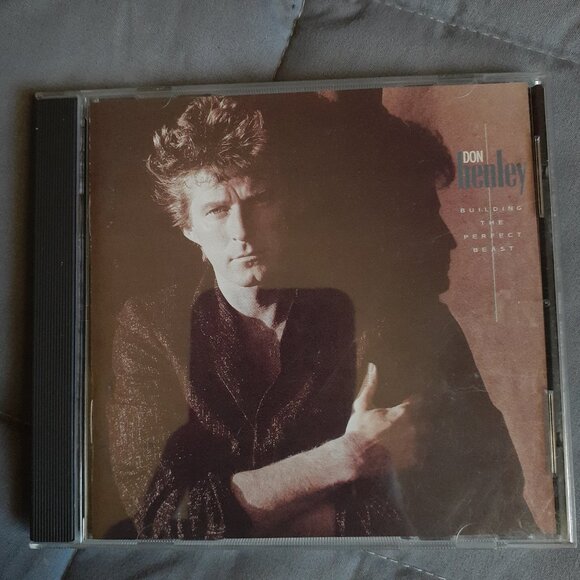 DON
henley
BUILDING
THE
PERFECT
BEAST